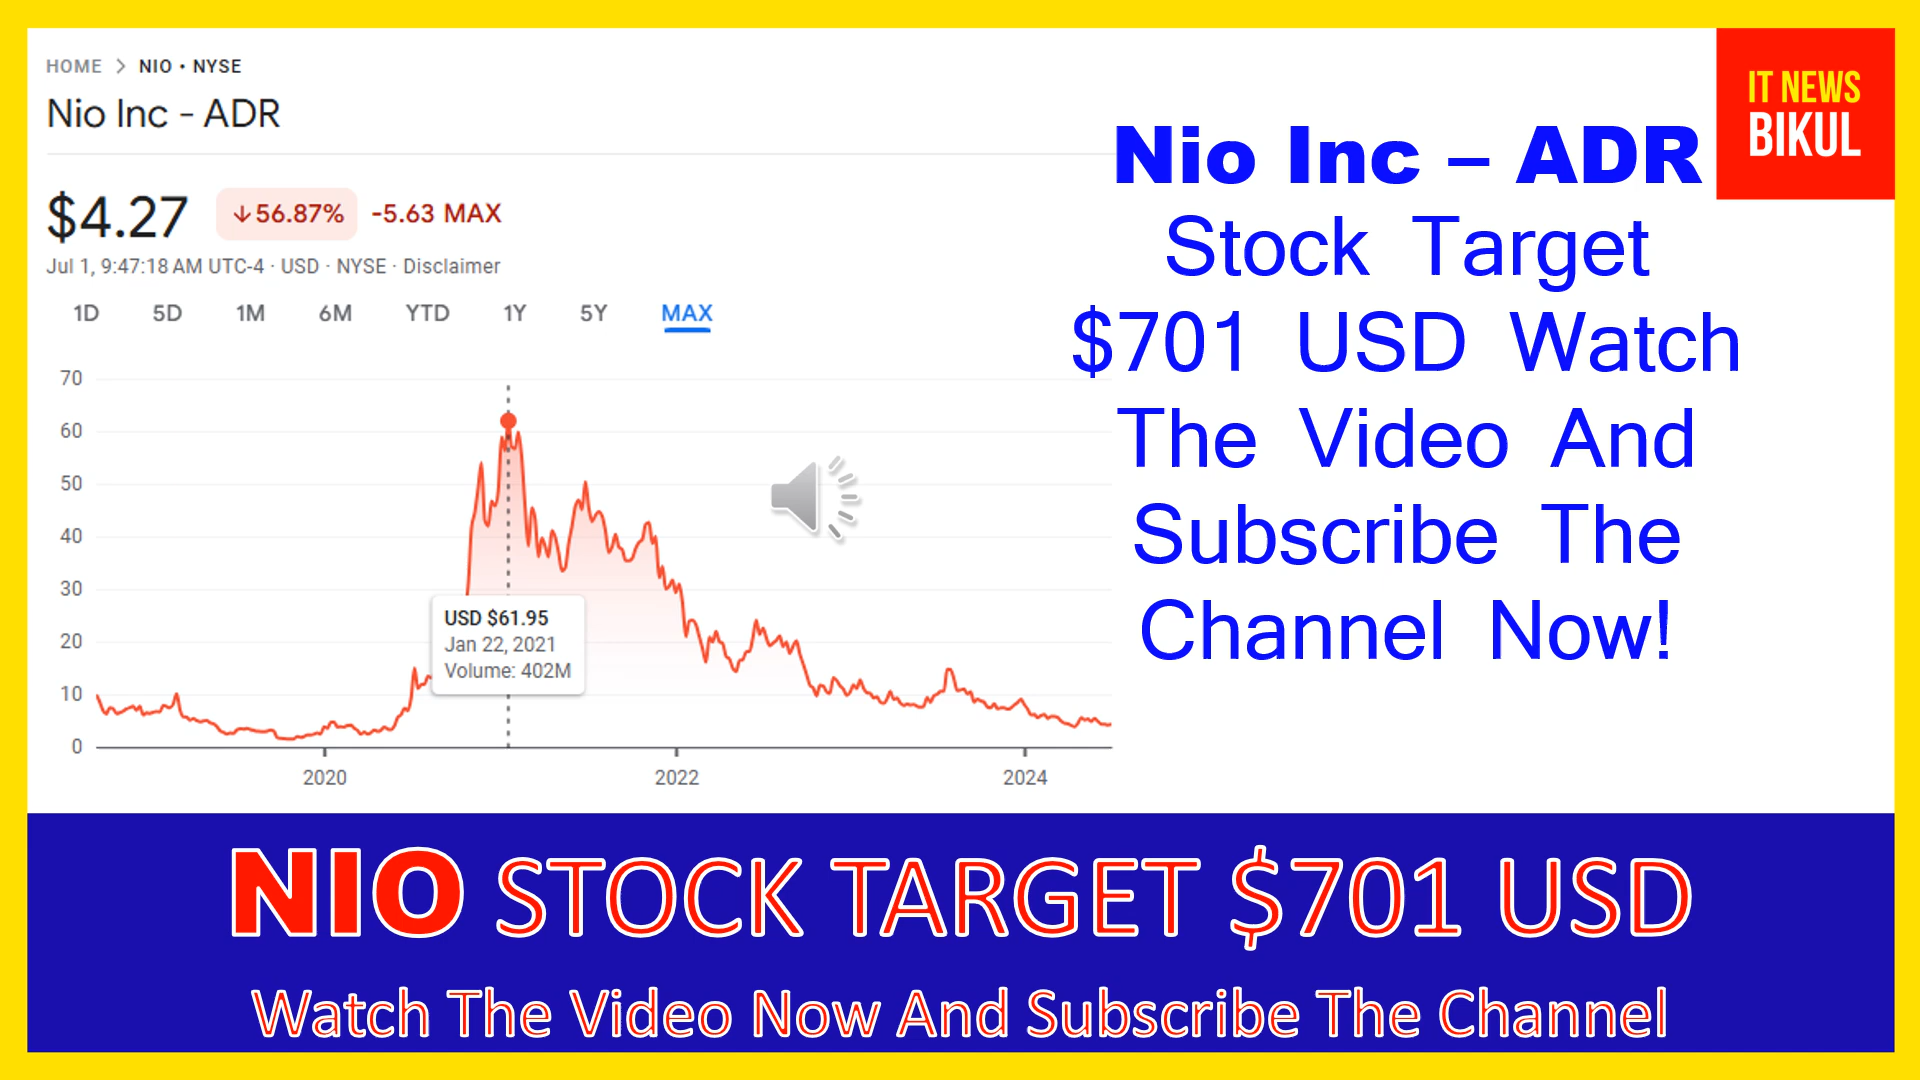 HOME > NIO • NYSE
Nio Inc - ADR
$4.27 ↓56.87% -5.63 MAX
Jul 1, 9:47:18 AM UTC-4 · USD · NYSE · Disclaimer
1D 5D 1M 6M YTD 1Y 5Y MAX
70
60
50
40
30
20
10
0
USD $61.95
Jan 22, 2021
Volume: 402M
2020 2022 2024
IT NEWS
BIKUL
Nio Inc – ADR
Stock Target
$701 USD Watch
The Video And
Subscribe The
Channel Now!
NIO STOCK TARGET $701 USD
Watch The Video Now And Subscribe The Channel